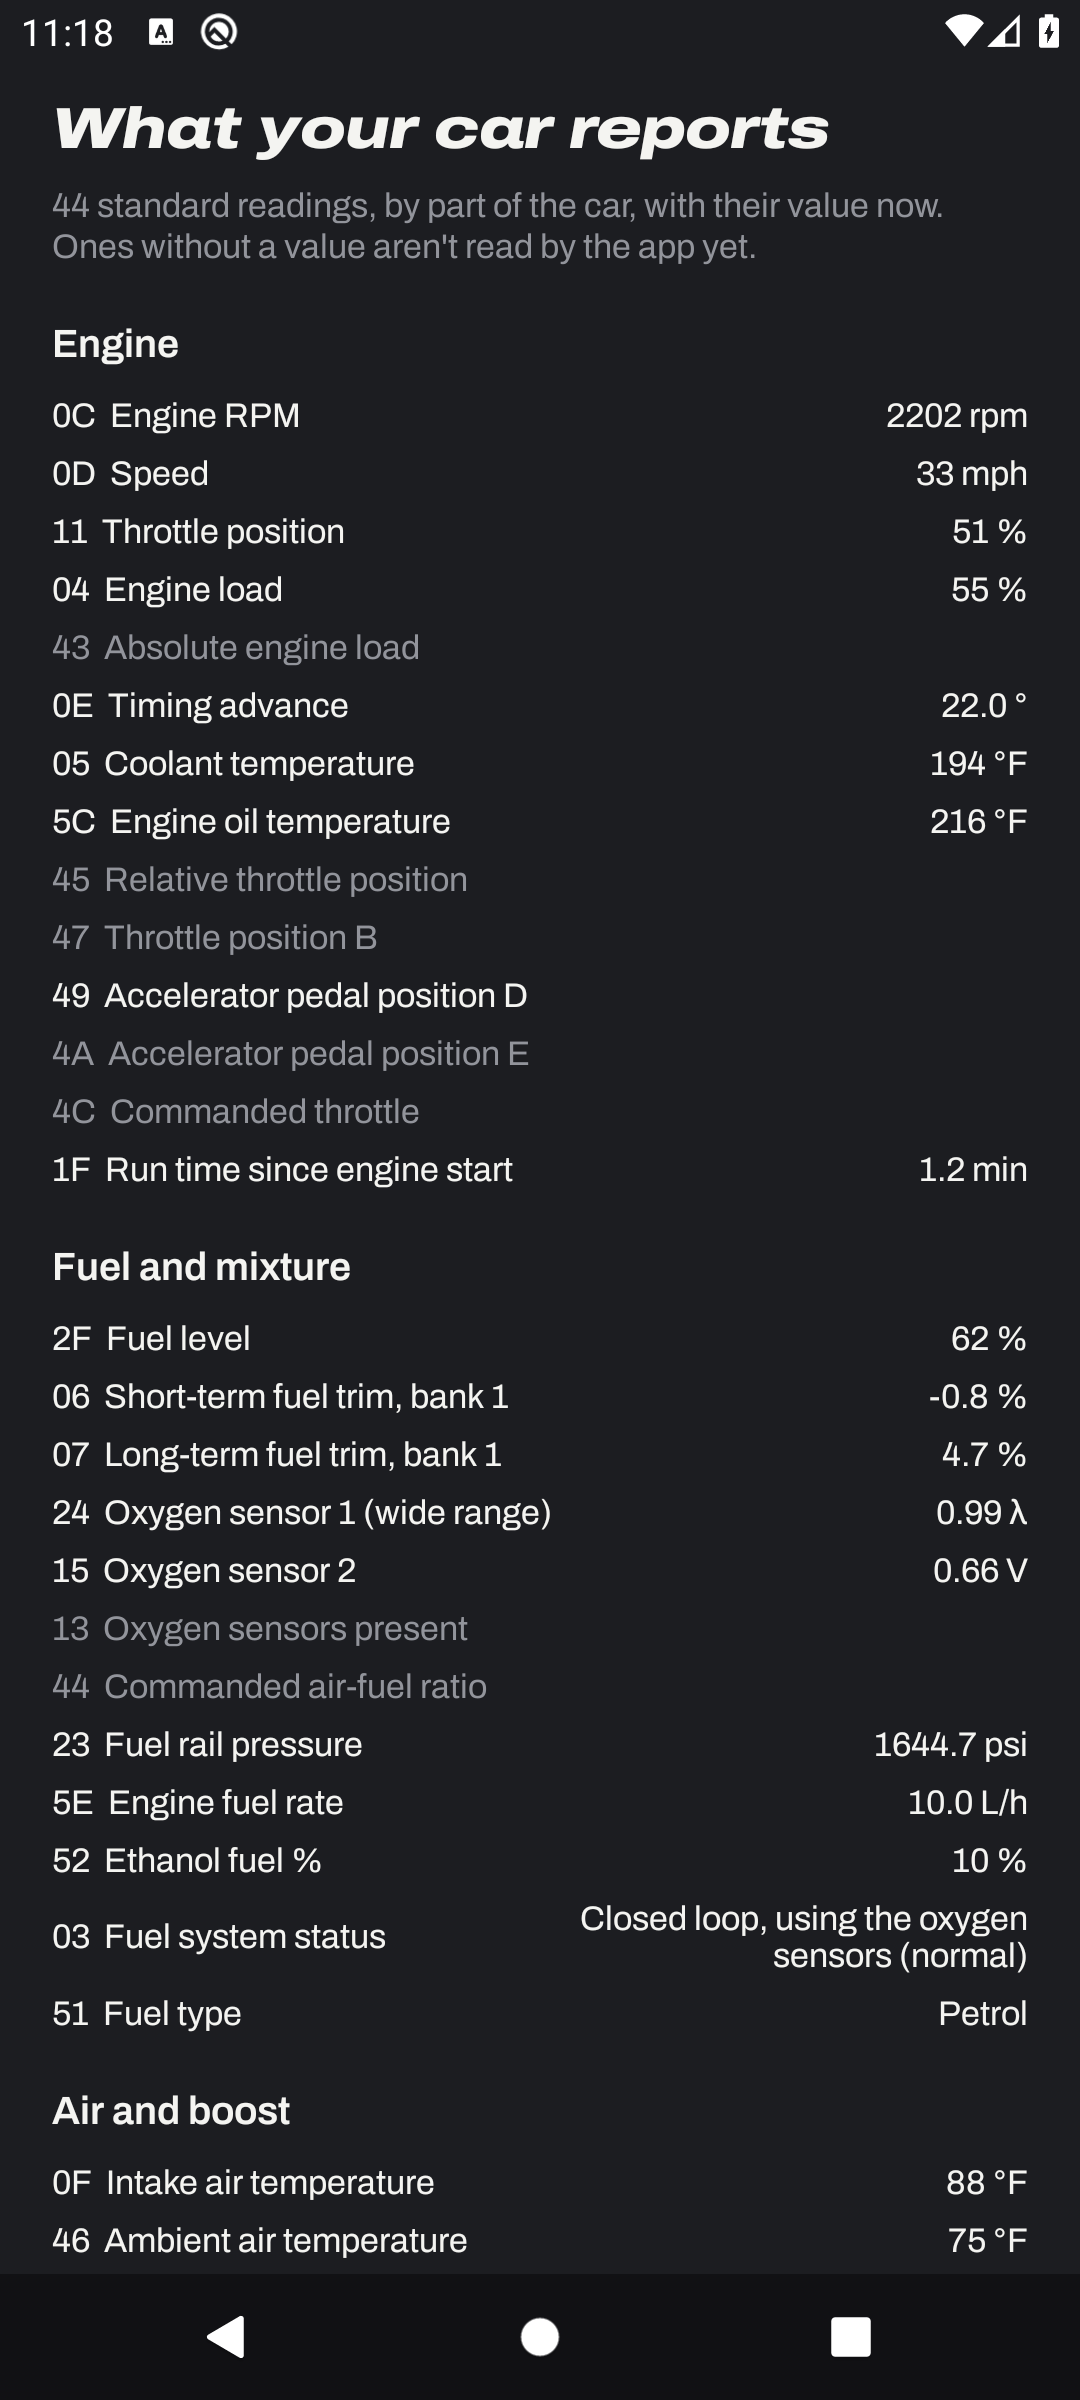 11:18
What your car reports
44 standard readings, by part of the car, with their value now.
Ones without a value aren't read by the app yet.
Engine
0C Engine RPM 2202 rpm
0D Speed 33 mph
11 Throttle position 51 %
04 Engine load 55 %
43 Absolute engine load
0E Timing advance 22.0 °
05 Coolant temperature 194 °F
5C Engine oil temperature 216 °F
45 Relative throttle position
47 Throttle position B
49 Accelerator pedal position D
4A Accelerator pedal position E
4C Commanded throttle
1F Run time since engine start 1.2 min
Fuel and mixture
2F Fuel level 62 %
06 Short-term fuel trim, bank 1 -0.8 %
07 Long-term fuel trim, bank 1 4.7 %
24 Oxygen sensor 1 (wide range) 0.99 λ
15 Oxygen sensor 2 0.66 V
13 Oxygen sensors present
44 Commanded air-fuel ratio
23 Fuel rail pressure 1644.7 psi
5E Engine fuel rate 10.0 L/h
52 Ethanol fuel % 10 %
03 Fuel system status Closed loop, using the oxygen
sensors (normal)
51 Fuel type Petrol
Air and boost
0F Intake air temperature 88 °F
46 Ambient air temperature 75 °F